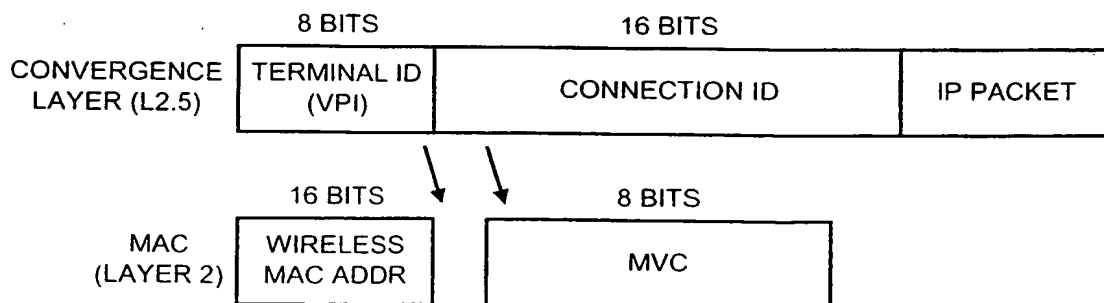 8 BITS 16 BITS
CONVERGENCE
LAYER (L2.5)
TERMINAL ID
(VPI)
CONNECTION ID
IP PACKET
16 BITS 8 BITS
MAC
(LAYER 2)
WIRELESS
MAC ADDR
MVC